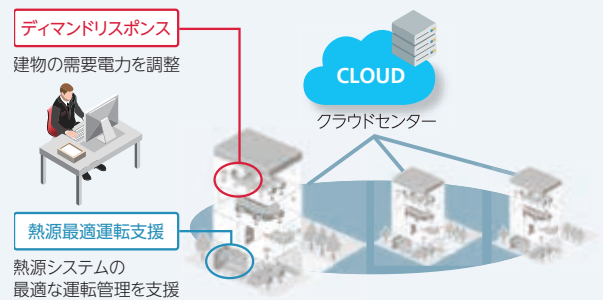 ディマンドリスポンス
建物の需要電力を調整
CLOUD
クラウドセンター
熱源最適運転支援
熱源システムの
最適な運転管理を支援